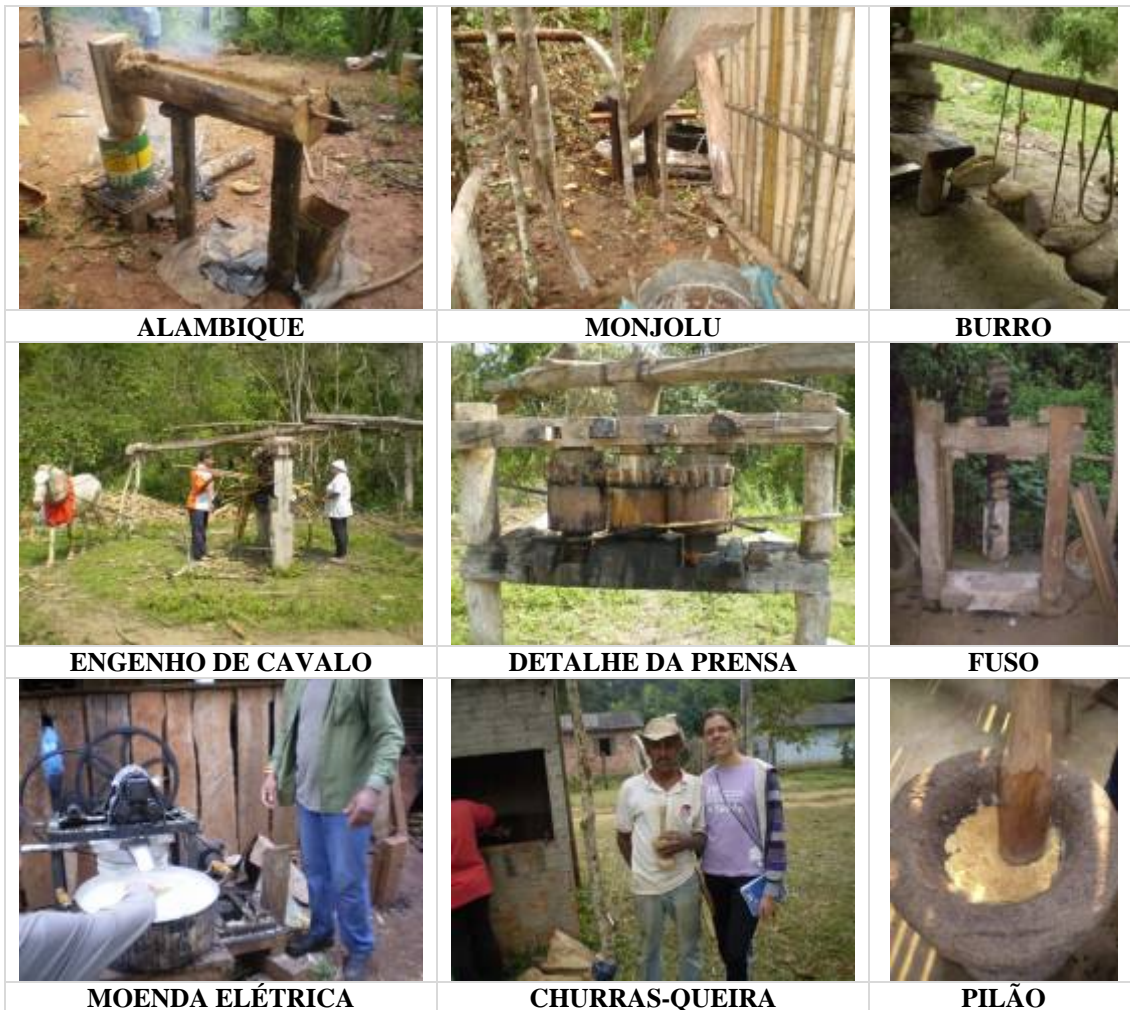 ALAMBIQUE
MONJOLU
BURRO
ENGENHO DE CAVALO
DETALHE DA PRENSA
FUSO
MOENDA ELÉTRICA
CHURRAS-QUEIRA
PILÃO